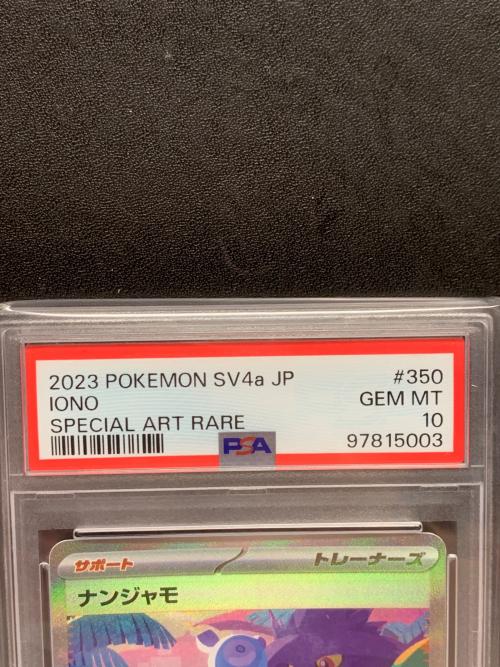 2023 POKEMON SV4a JP #350
IONO GEM MT
SPECIAL ART RARE 10
PSA 97815003
サポート トレーナーズ
ナンジャモ